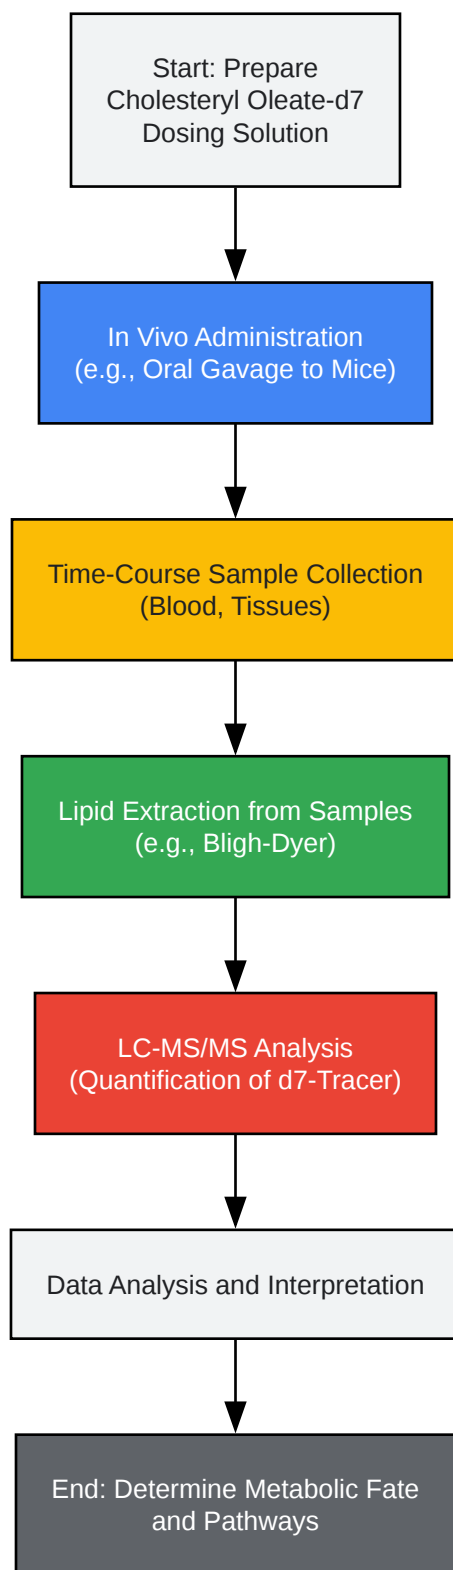 Start: Prepare
Cholesteryl Oleate-d7
Dosing Solution
In Vivo Administration
(e.g., Oral Gavage to Mice)
Time-Course Sample Collection
(Blood, Tissues)
Lipid Extraction from Samples
(e.g., Bligh-Dyer)
LC-MS/MS Analysis
(Quantification of d7-Tracer)
Data Analysis and Interpretation
End: Determine Metabolic Fate
and Pathways